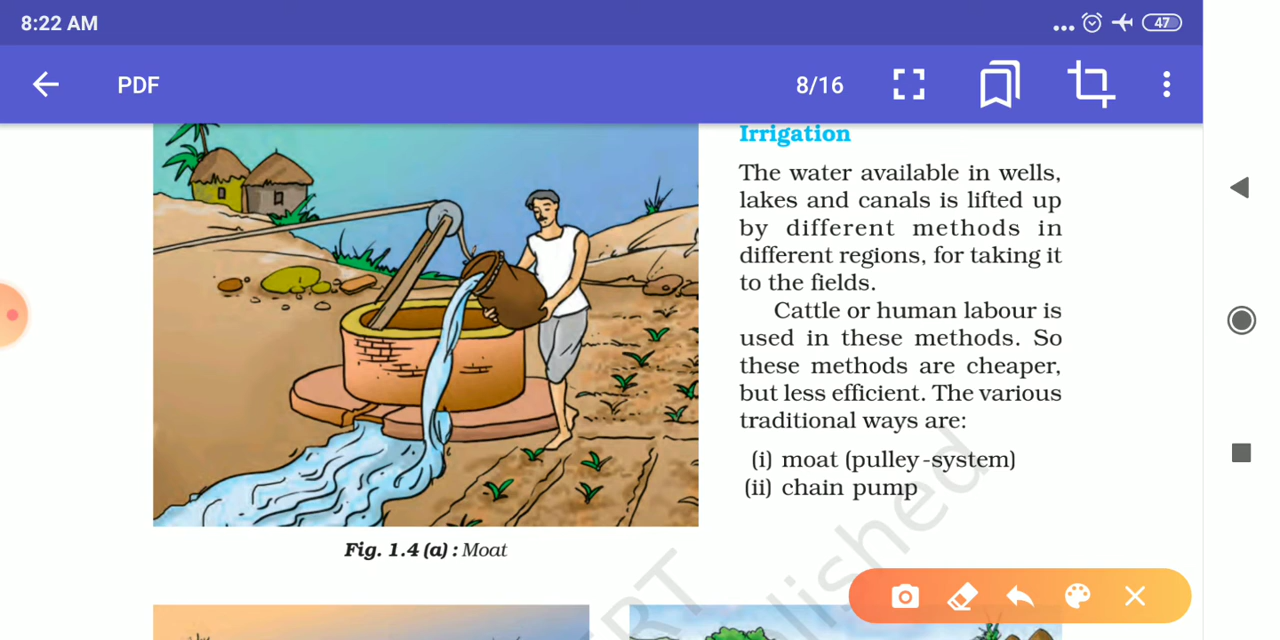 8:22 AM
47
PDF
8/16
Irrigation
The water available in wells,
lakes and canals is lifted up
by different methods in
different regions, for taking it
to the fields.
Cattle or human labour is
used in these methods. So
these methods are cheaper,
but less efficient. The various
traditional ways are:
(i) moat (pulley-system)
(ii) chain pump
Fig. 1.4 (a) : Moat